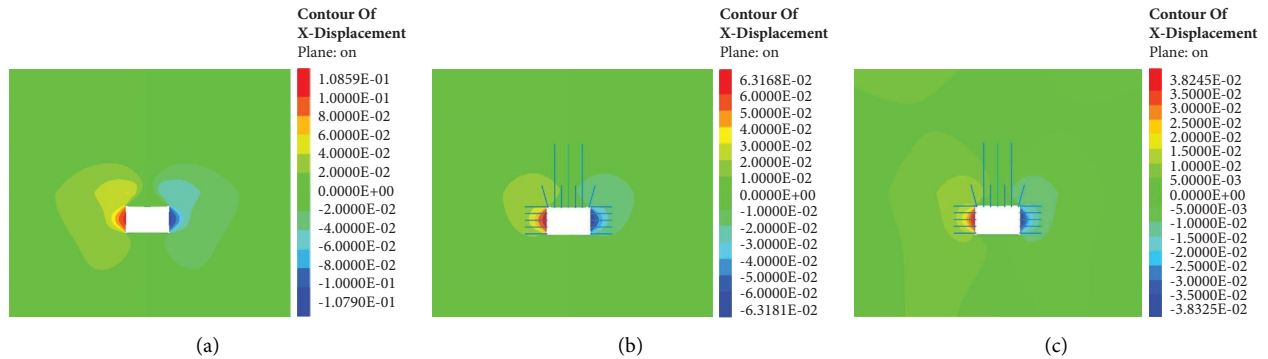 Contour Of
X-Displacement
Plane: on
1.0859E-01
1.0000E-01
8.0000E-02
6.0000E-02
4.0000E-02
2.0000E-02
0.0000E+00
-2.0000E-02
-4.0000E-02
-6.0000E-02
-8.0000E-02
-1.0000E-01
-1.0790E-01
(a)
Contour Of
X-Displacement
Plane: on
6.3168E-02
6.0000E-02
5.0000E-02
4.0000E-02
3.0000E-02
2.0000E-02
1.0000E-02
0.0000E+00
-1.0000E-02
-2.0000E-02
-3.0000E-02
-4.0000E-02
-5.0000E-02
-6.0000E-02
-6.3181E-02
(b)
Contour Of
X-Displacement
Plane: on
3.8245E-02
3.5000E-02
3.0000E-02
2.5000E-02
2.0000E-02
1.5000E-02
1.0000E-02
5.0000E-03
0.0000E+00
-5.0000E-03
-1.0000E-02
-1.5000E-02
-2.0000E-02
-2.5000E-02
-3.0000E-02
-3.5000E-02
-3.8325E-02
(c)